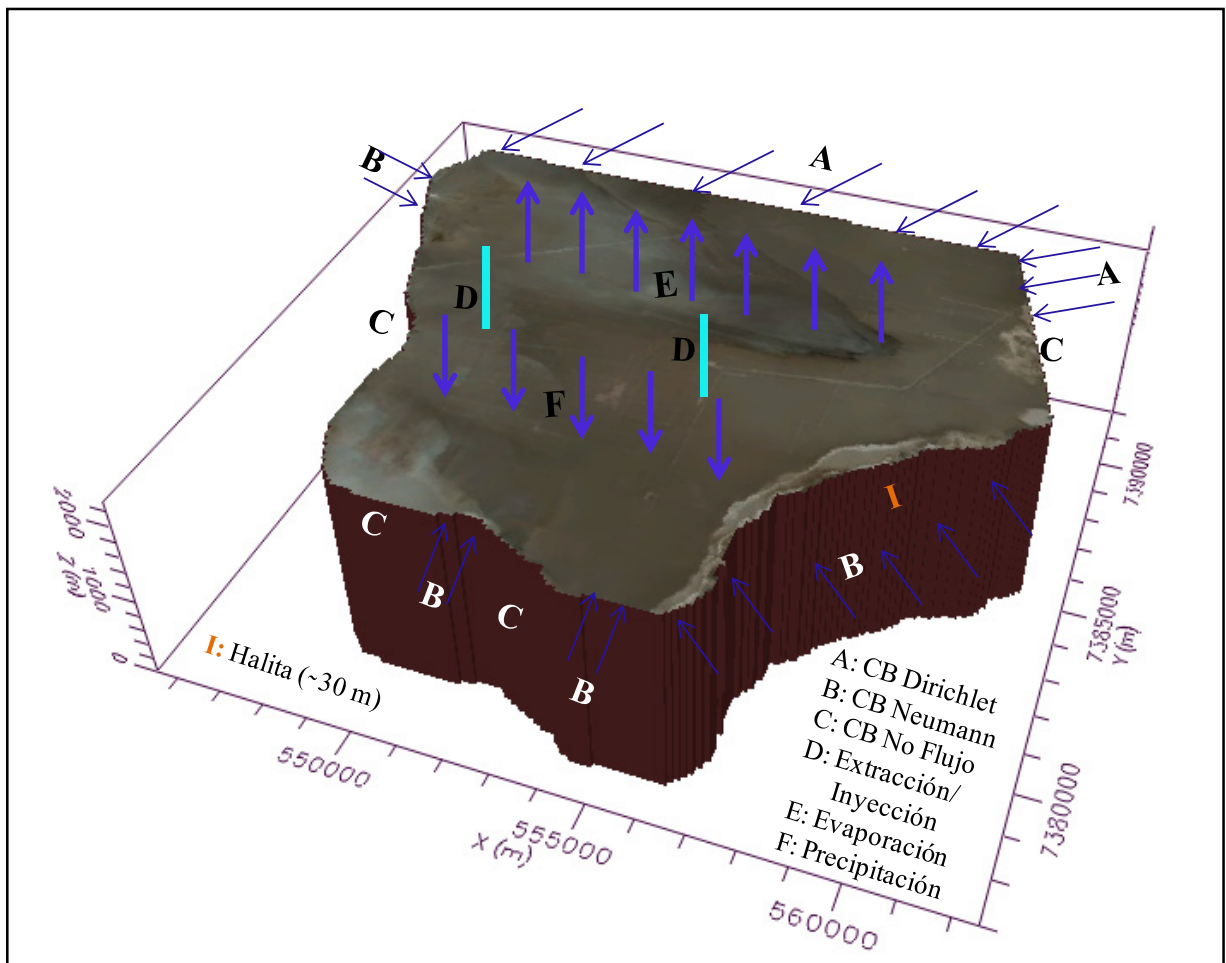 A
B
A
E
D
C
D
C
F
I
C
B
B
C
B
2000
1000
0
Z (m)
I: Halita (~30 m)
550000
555000
560000
X (m)
7390000
7385000
7380000
Y (m)
A: CB Dirichlet
B: CB Neumann
C: CB No Flujo
D: Extracción/
Inyección
E: Evaporación
F: Precipitación